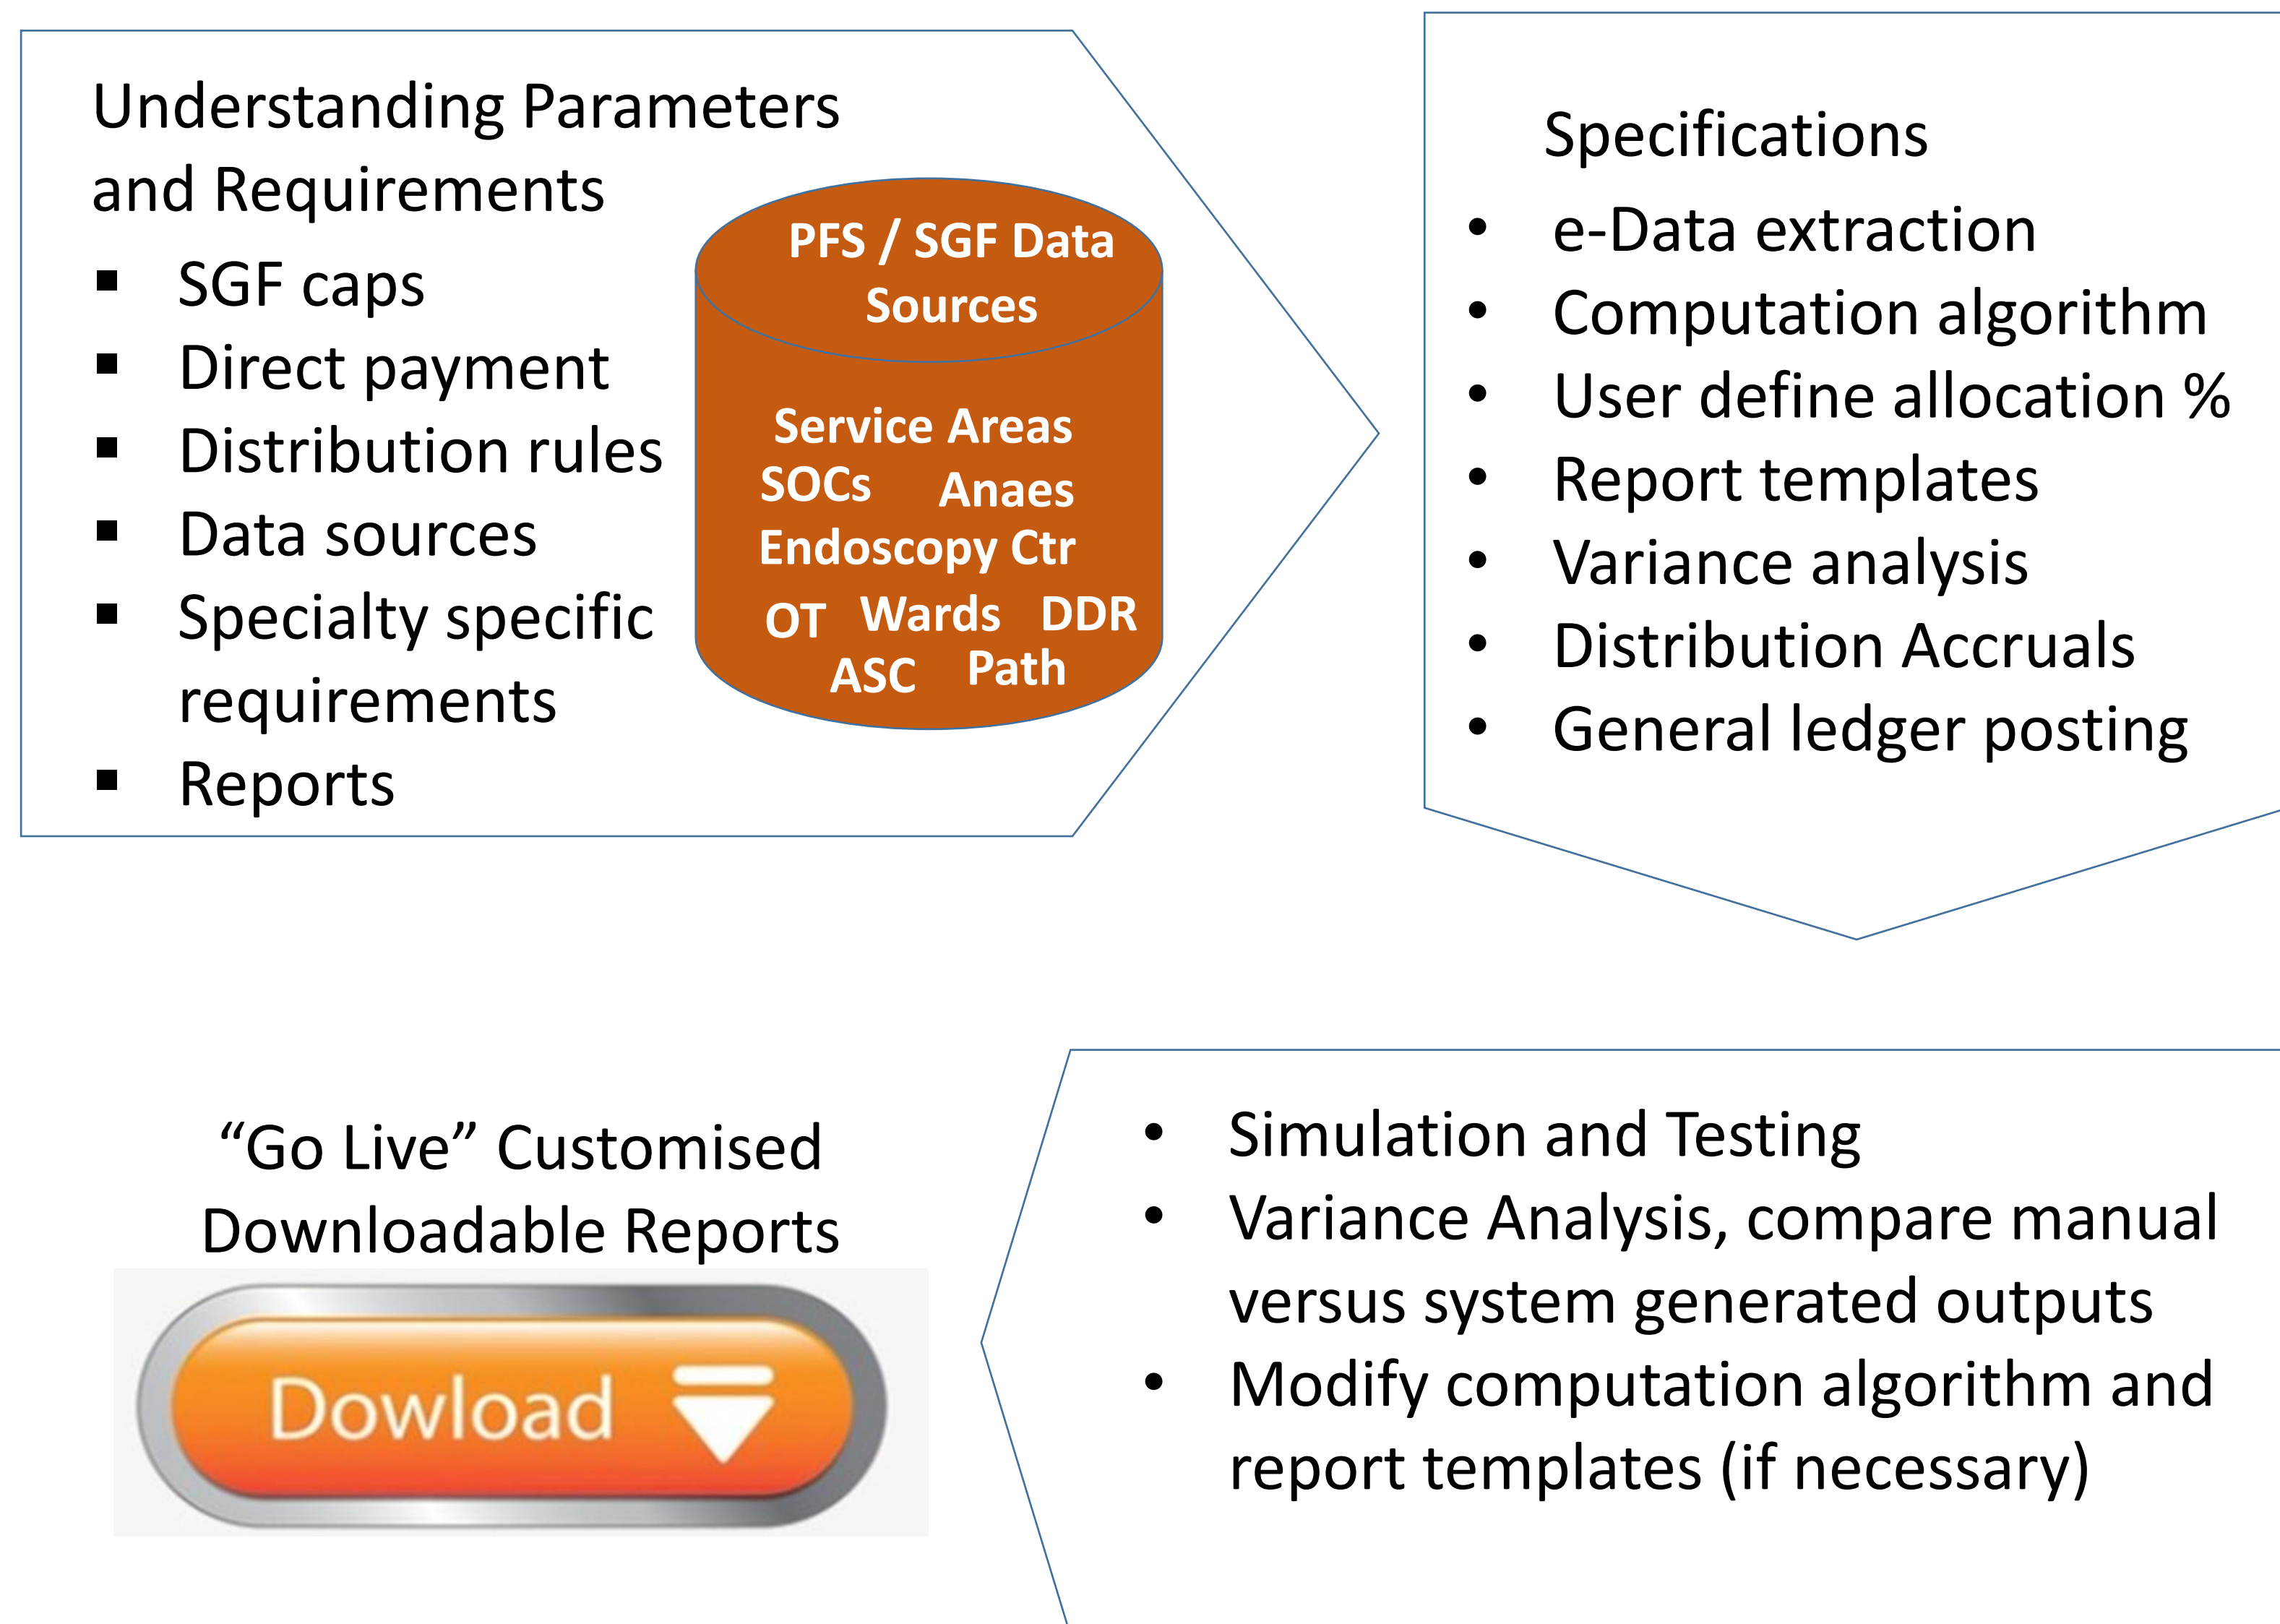 Understanding Parameters
and Requirements
▪ SGF caps
▪ Direct payment
▪ Distribution rules
▪ Data sources
▪ Specialty specific
requirements
▪ Reports
PFS / SGF Data
Sources
Service Areas
SOCs Anaes
Endoscopy Ctr
OT Wards DDR
ASC Path
Specifications
• e-Data extraction
• Computation algorithm
• User define allocation %
• Report templates
• Variance analysis
• Distribution Accruals
• General ledger posting
• Simulation and Testing
• Variance Analysis, compare manual
versus system generated outputs
• Modify computation algorithm and
report templates (if necessary)
“Go Live” Customised
Downloadable Reports
Dowload